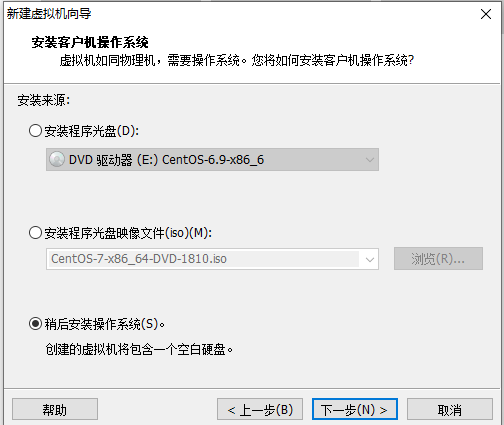 新建虚拟机向导
安装客户机操作系统
虚拟机如同物理机，需要操作系统。您将如何安装客户机操作系统?
安装来源:
安装程序光盘(D):
DVD 驱动器 (E:) CentOS-6.9-x86_6
安装程序光盘映像文件(iso)(M):
CentOS-7-x86_64-DVD-1810.iso
浏览(R)...
稍后安装操作系统(S)。
创建的虚拟机将包含一个空白硬盘。
帮助
< 上一步(B)
下一步(N) >
取消